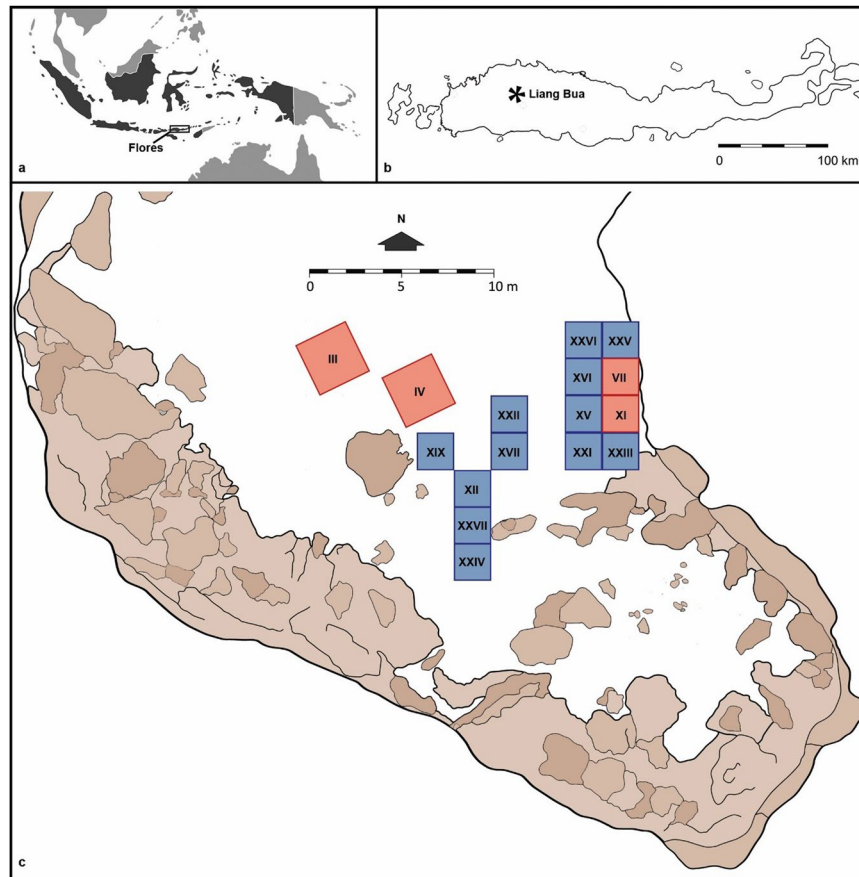 Flores
a
Liang Bua
0 100 km
b
N
0 5 10 m
III
IV
XXVI XXV
XVI VII
XXII
XV XI
XIX XVII XXI XXIII
XII
XXVII
XXIV
c